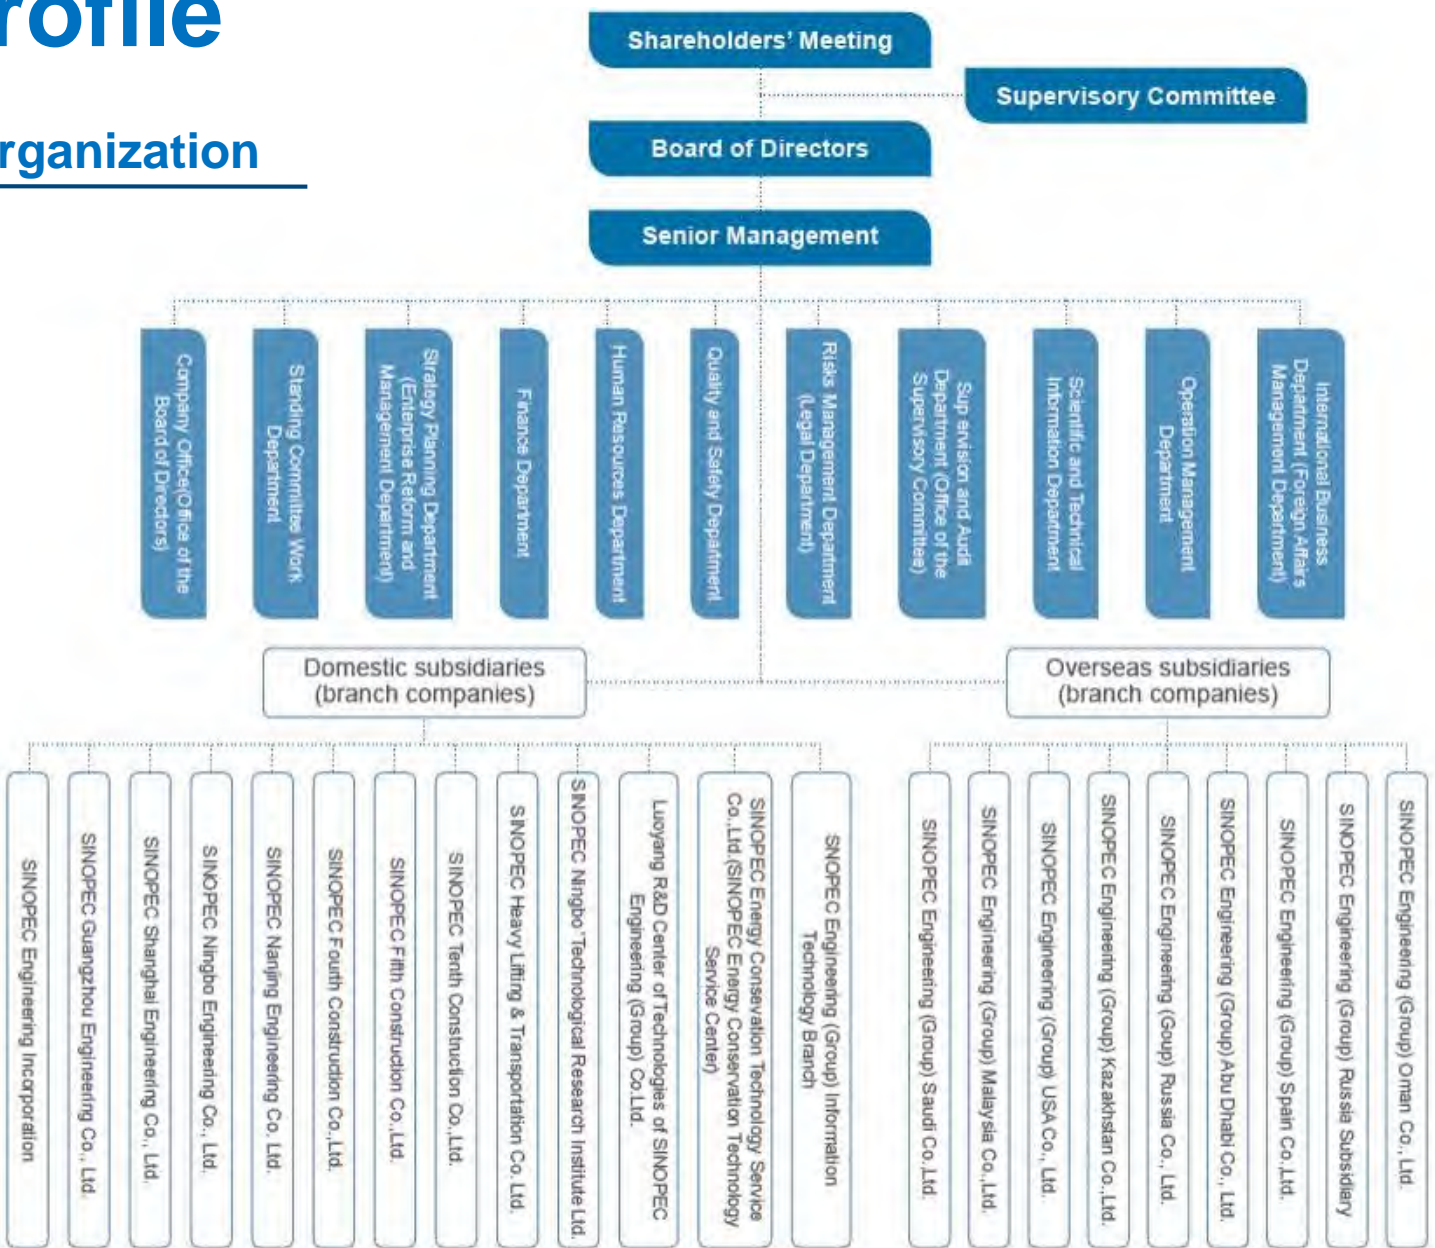 rofile
rganization
Shareholders' Meeting
Supervisory Committee
Board of Directors
Senior Management
Company Office(Office of the
Board of Directors)
Standing Committee Work
Department
Strategy Planning Department
(Enterprise Reform and
Management Department)
Finance Department
Human Resources Department
Quality and Safety Department
Risks Management Department
(Legal Department)
Sup ervision and Audit
Department (Office of the
Supervisory Committee)
Scientific and Technical
Information Department
Operation Management
Department
International Business
Department (Foreign Affairs
Management Department)
Domestic subsidiaries
(branch companies)
Overseas subsidiaries
(branch companies)
SINOPEC Engineering Incorporation
SINOPEC Guangzhou Engineering Co., Ltd.
SINOPEC Shanghai Engineering Co., Ltd.
SINOPEC Ningbo Engineering Co., Ltd.
SINOPEC Nanjing Engineering Co. Ltd.
SINOPEC Fourth Construction Co.,Ltd.
SINOPEC Fifth Construction Co.,Ltd.
SINOPEC Tenth Construction Co.,Ltd.
SINOPEC Heavy Lifting & Transportation Co. Ltd.
SINOPEC Ningbo Technological Research Institute Ltd.
Luoyang R&D Center of Technologies of SINOPEC
Engineering (Group) Co.Ltd.
SINOPEC Energy Consevation Technology Service
Co.,Ltd.(SINOPEC Energy Conservation Technology
Service Center)
SNOPEC Engineering (Group) Information
Technology Branch
SINOPEC Engineering (Group) Saudi Co.,Ltd.
SINOPEC Engineering (Group) Malaysia Co.,Ltd.
SINOPEC Engineering (Group) USA Co., Ltd.
SINOPEC Engineering (Group) Kazakhstan Co.,Ltd.
SINOPEC Engineering (Goup) Russia Co., Ltd.
SINOPEC Engineering (Group) Abu Dhabi Co., Ltd.
SINOPEC Engineering (Group) Spain Co.,Ltd.
SINOPEC Engineering (Group) Russia Subsidiary
SINOPEC Engineering (Group) Oman Co., Ltd.